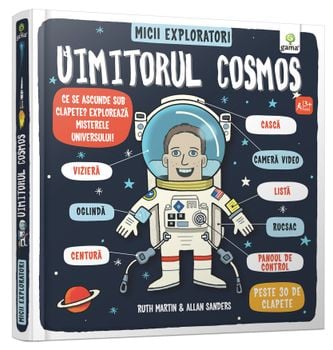 MICII EXPLORATORI
gama
UIMITORUL COSMOS
CE SE ASCUNDE SUB
CLAPETE? EXPLOREAZĂ
MISTERELE
UNIVERSULUI!
CASCĂ
VIZIERĂ
CAMERĂ VIDEO
OGLINDĂ
LISTĂ
RUCSAC
CENTURĂ
PANOUL DE
CONTROL
PESTE 30 DE
CLAPETE
RUTH MARTIN & ALLAN SANDERS
UIMITORUL COSMOS
MICII EXPLORATORI